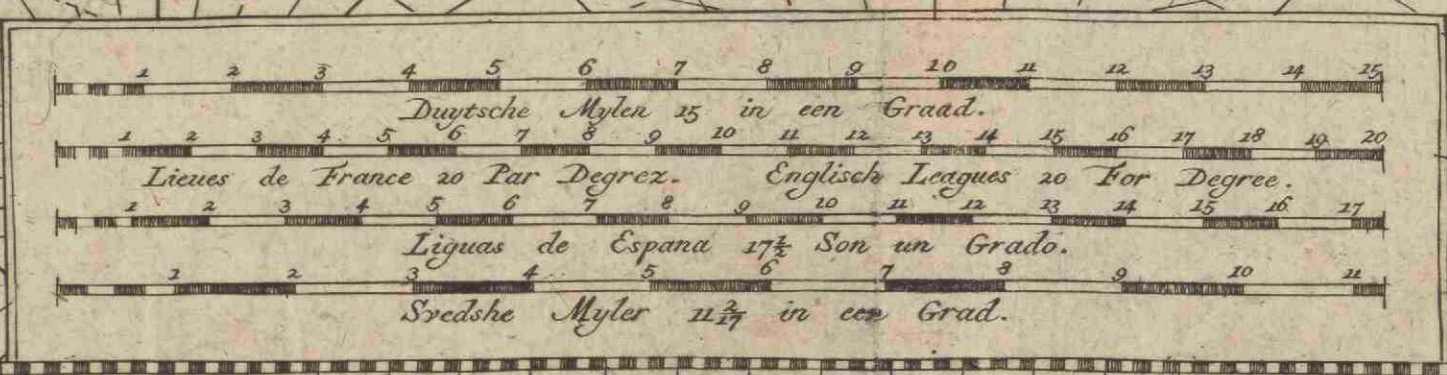 1 2 3 4 5 6 7 8 9 10 11 12 13 14 15
Duytsche Mylen 15 in een Graad.
1 2 3 4 5 6 7 8 9 10 11 12 13 14 15 16 17 18 19 20
Lieues de France 20 Par Degrez. Englisch Leagues 20 For Degree.
1 2 3 4 5 6 7 8 9 10 11 12 13 14 15 16 17
Liguas de Espana 17½ Son un Grado.
1 2 3 4 5 6 7 8 9 10 11
Svedshe Myler 11 2/17 in een Grad.